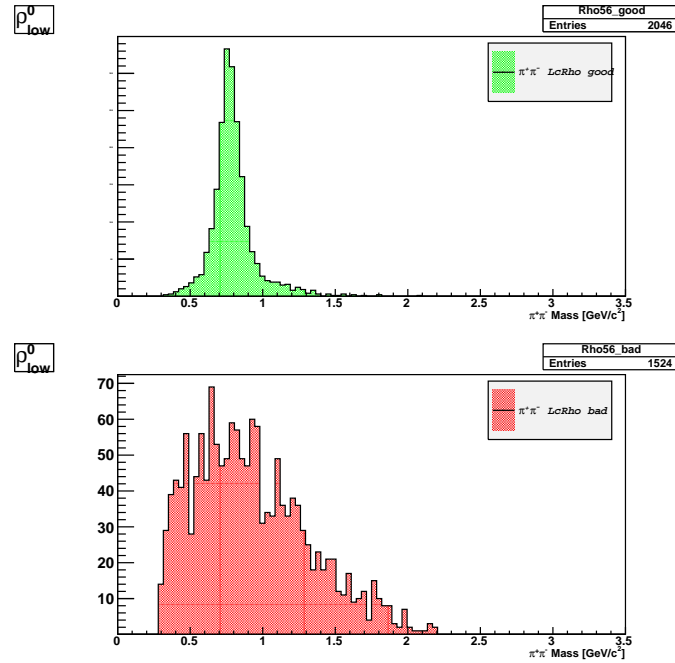 ρ⁰low
Rho56_good
Entries 2046
π⁺π⁻ LcRho good
0 0.5 1 1.5 2 2.5 3 3.5
π⁺π⁻ Mass [GeV/c²]
ρ⁰low
Rho56_bad
Entries 1524
π⁺π⁻ LcRho bad
70
60
50
40
30
20
10
0 0.5 1 1.5 2 2.5 3 3.5
π⁺π⁻ Mass [GeV/c²]